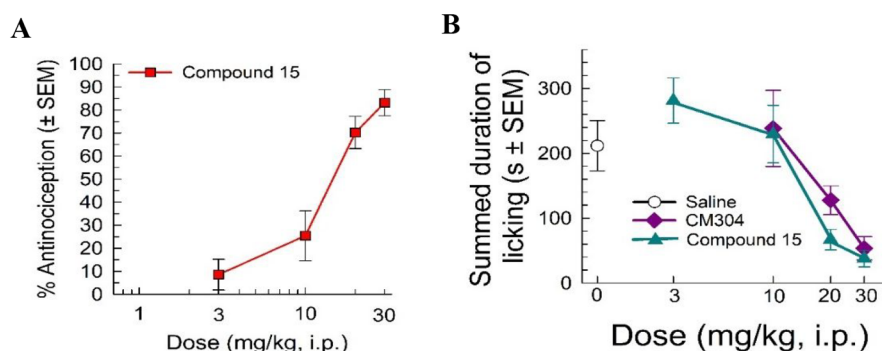 A
Compound 15
% Antinociception (± SEM)
100
90
80
70
60
50
40
30
20
10
0
1
3
10
30
Dose (mg/kg, i.p.)
B
Summed duration of
licking (s ± SEM)
300
200
100
0
Saline
CM304
Compound 15
0
3
10
20
30
Dose (mg/kg, i.p.)